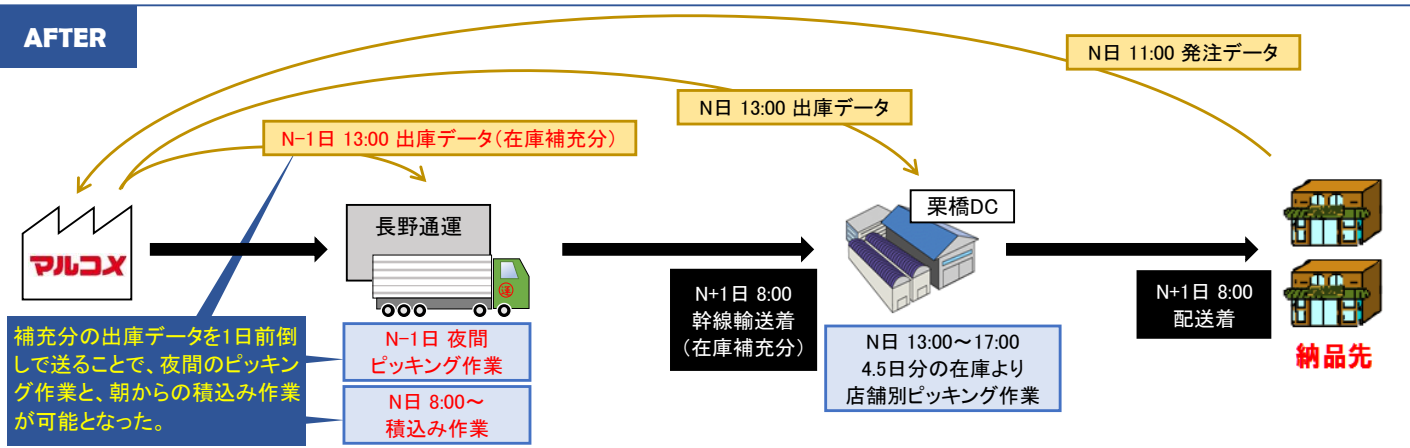 AFTER
N日 11:00 発注データ
N日 13:00 出庫データ
N-1日 13:00 出庫データ(在庫補充分)
マルコメ
長野通運
運
栗橋DC
N+1日 8:00
幹線輸送着
(在庫補充分)
N+1日 8:00
配送着
納品先
補充分の出庫データを1日前倒
しで送ることで、夜間のピッキン
グ作業と、朝からの積込み作業
が可能となった。
N-1日 夜間
ピッキング作業
N日 8:00～
積込み作業
N日 13:00～17:00
4.5日分の在庫より
店舗別ピッキング作業